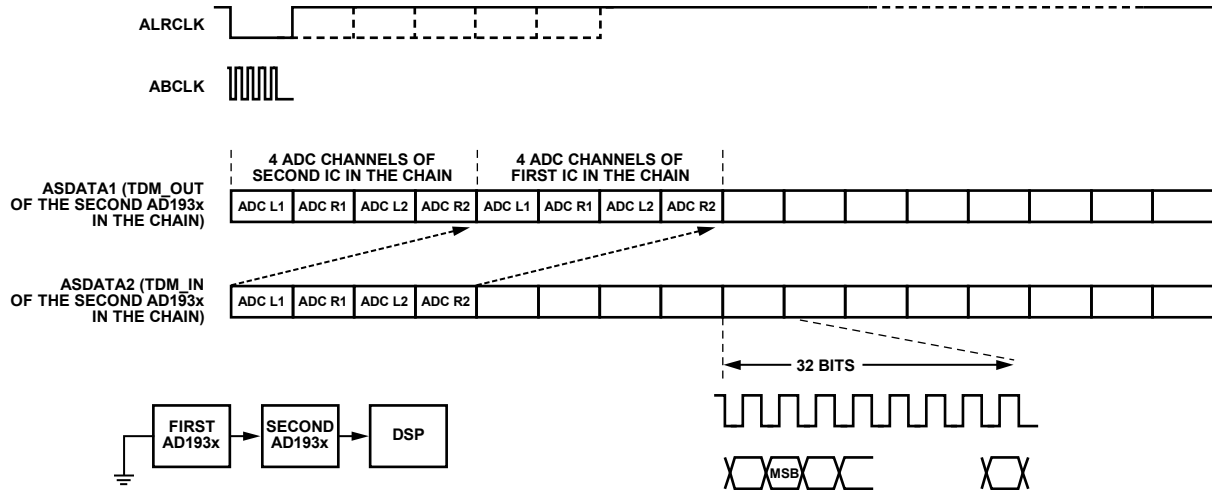 ALRCLK
ABCLK
4 ADC CHANNELS OF
SECOND IC IN THE CHAIN
4 ADC CHANNELS OF
FIRST IC IN THE CHAIN
ASDATA1 (TDM_OUT
OF THE SECOND AD193x
IN THE CHAIN)
ADC L1 ADC R1 ADC L2 ADC R2 ADC L1 ADC R1 ADC L2 ADC R2
ASDATA2 (TDM_IN
OF THE SECOND AD193x
IN THE CHAIN)
ADC L1 ADC R1 ADC L2 ADC R2
32 BITS
FIRST
AD193x
SECOND
AD193x
DSP
MSB